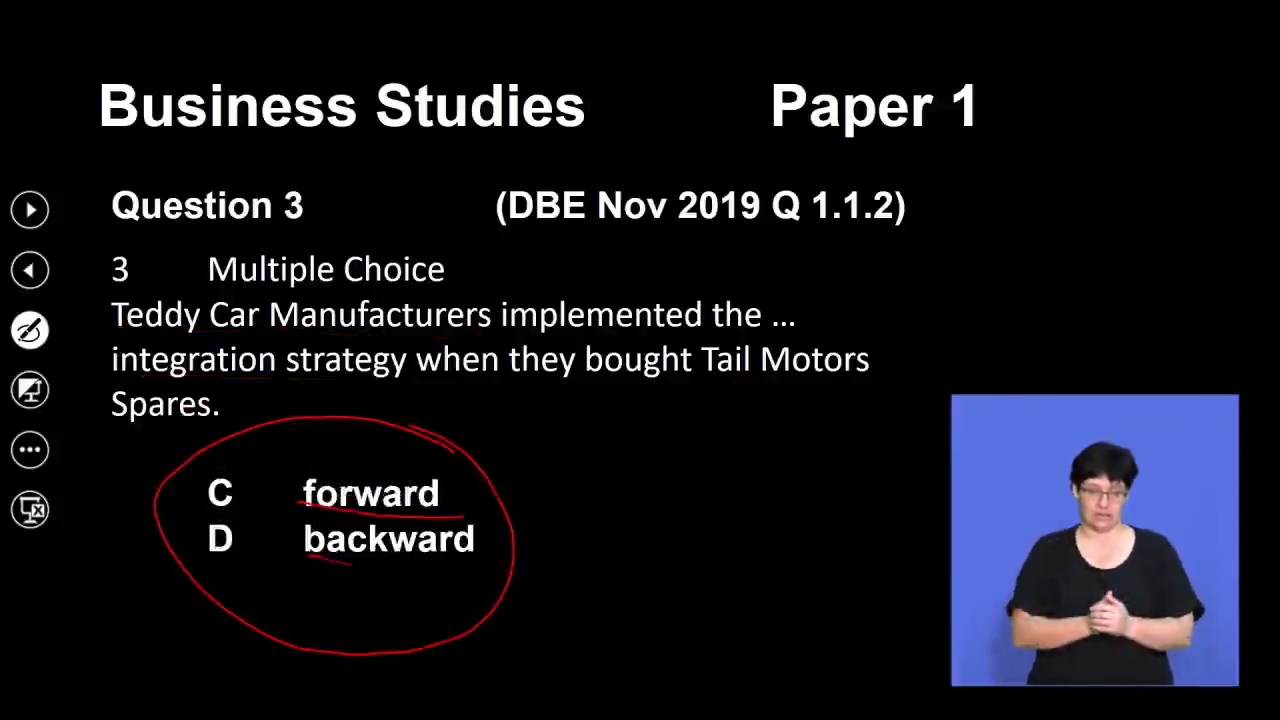 Business Studies Paper 1
Question 3 (DBE Nov 2019 Q 1.1.2)
3 Multiple Choice
Teddy Car Manufacturers implemented the …
integration strategy when they bought Tail Motors
Spares.
C forward
D backward